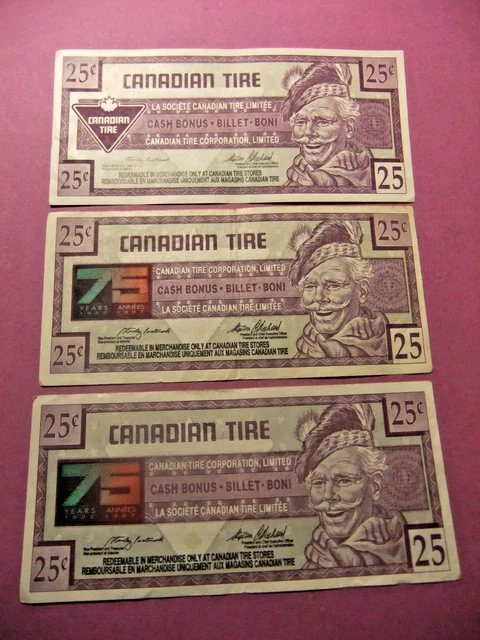 25¢ 25¢
CANADIAN TIRE
LA SOCIÉTÉ CANADIAN TIRE LIMITÉE
CANADIAN
TIRE
CASH BONUS • BILLET • BONI
CANADIAN TIRE CORPORATION, LIMITED
REDEEMABLE IN MERCHANDISE ONLY AT CANADIAN TIRE STORES
REMBOURSABLE EN MARCHANDISE UNIQUEMENT AUX MAGASINS CANADIAN TIRE
25¢ 25
25¢ 25¢
CANADIAN TIRE
CANADIAN TIRE CORPORATION, LIMITED
75
CASH BONUS • BILLET • BONI
YEARS ANNÉES
1922 1997
LA SOCIÉTÉ CANADIAN TIRE LIMITÉE
REDEEMABLE IN MERCHANDISE ONLY AT CANADIAN TIRE STORES
REMBOURSABLE EN MARCHANDISE UNIQUEMENT AUX MAGASINS CANADIAN TIRE
25¢ 25
25¢ 25¢
CANADIAN TIRE
CANADIAN TIRE CORPORATION, LIMITED
75
CASH BONUS • BILLET • BONI
YEARS ANNÉES
1922 1997
LA SOCIÉTÉ CANADIAN TIRE LIMITÉE
REDEEMABLE IN MERCHANDISE ONLY AT CANADIAN TIRE STORES
REMBOURSABLE EN MARCHANDISE UNIQUEMENT AUX MAGASINS CANADIAN TIRE
25¢ 25